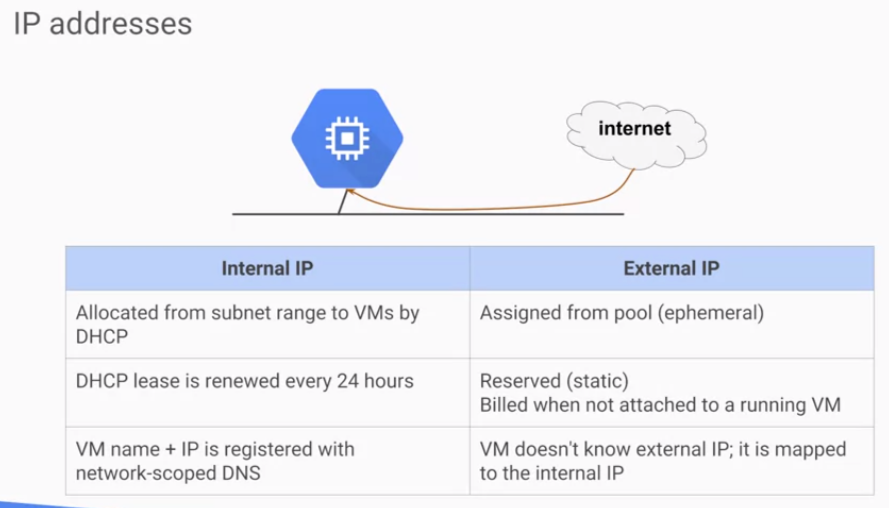 IP addresses
internet
Internal IP
External IP
Allocated from subnet range to VMs by
DHCP
Assigned from pool (ephemeral)
DHCP lease is renewed every 24 hours
Reserved (static)
Billed when not attached to a running VM
VM name + IP is registered with
network-scoped DNS
VM doesn't know external IP; it is mapped
to the internal IP